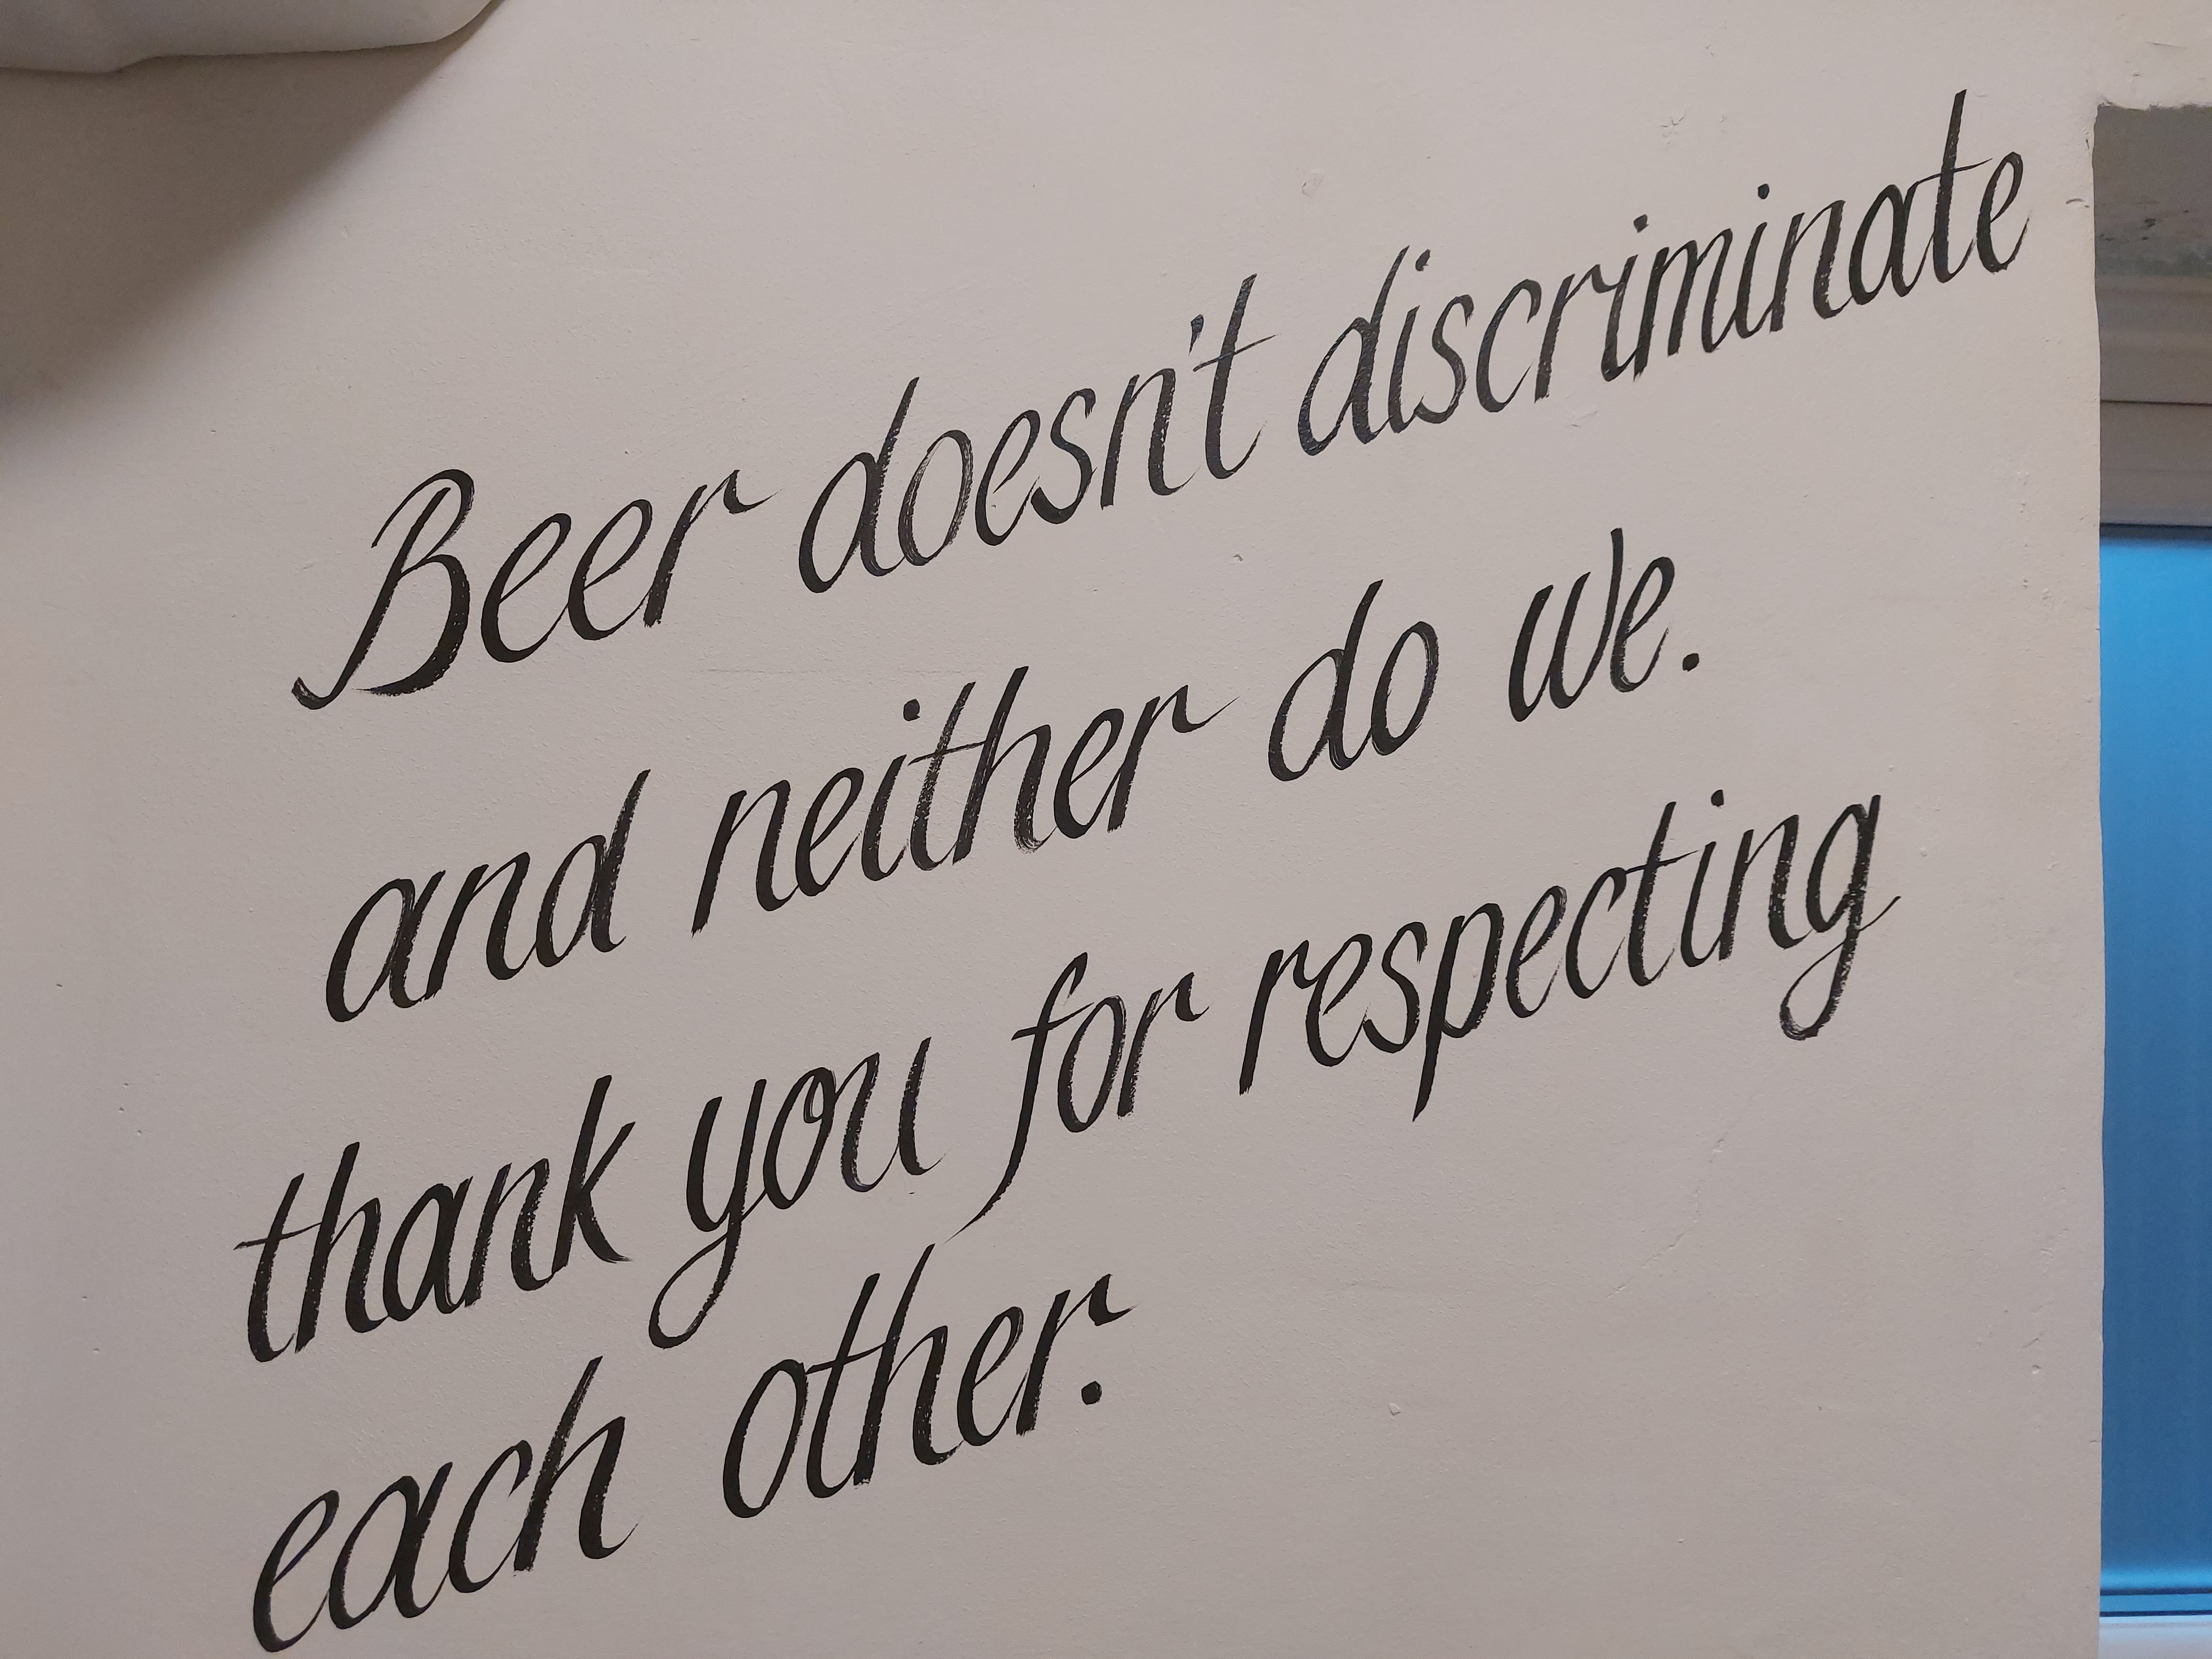 Beer doesn't discriminate
and neither do we.
thank you for respecting
each other.